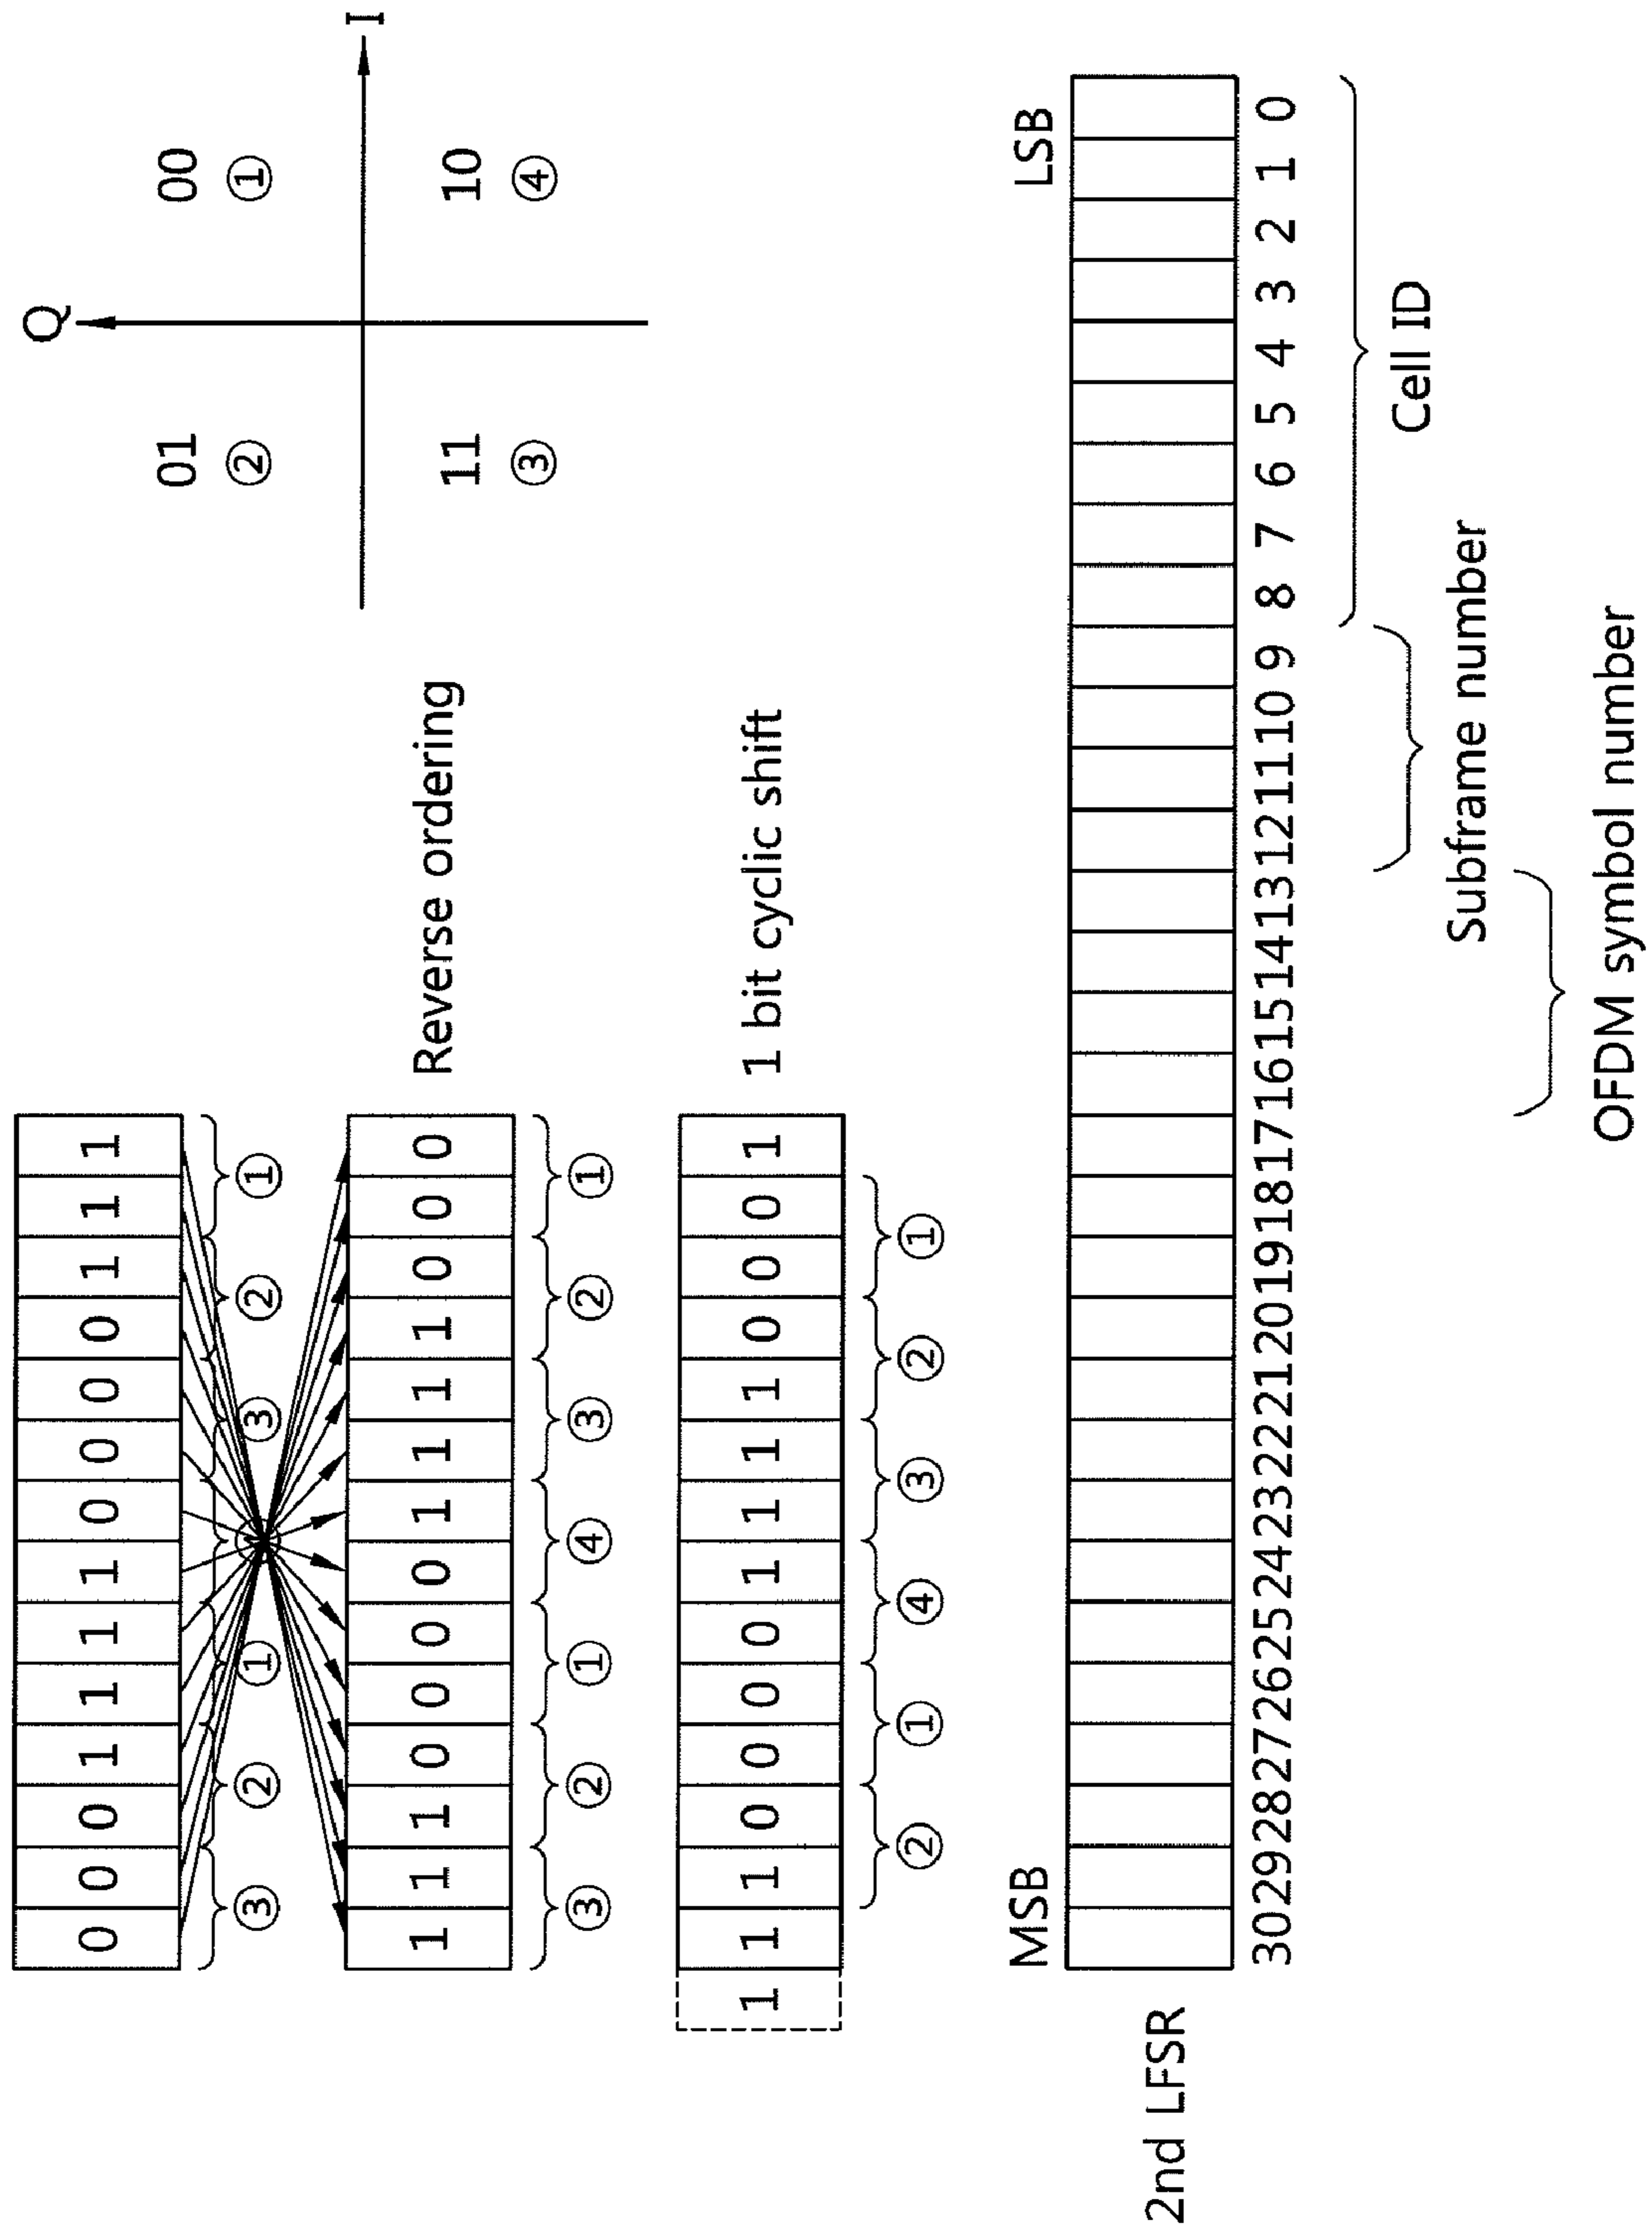 0 0 0 1 1 1 1 0 0 0 0 1 1 1
③ ② ① ③ ② ①
1 1 1 0 0 0 0 1 1 1 1 0 0 0 Reverse ordering
③ ② ① ④ ③ ② ①
1 1 1 0 0 0 0 1 1 1 1 0 0 0 1 1 bit cyclic shift
② ① ④ ③ ② ①
Q
01 00
② ①
I
11 10
③ ④
MSB LSB
2nd LFSR
30 29 28 27 26 25 24 23 22 21 20 19 18 17 16 15 14 13 12 11 10 9 8 7 6 5 4 3 2 1 0
Cell ID
Subframe number
OFDM symbol number